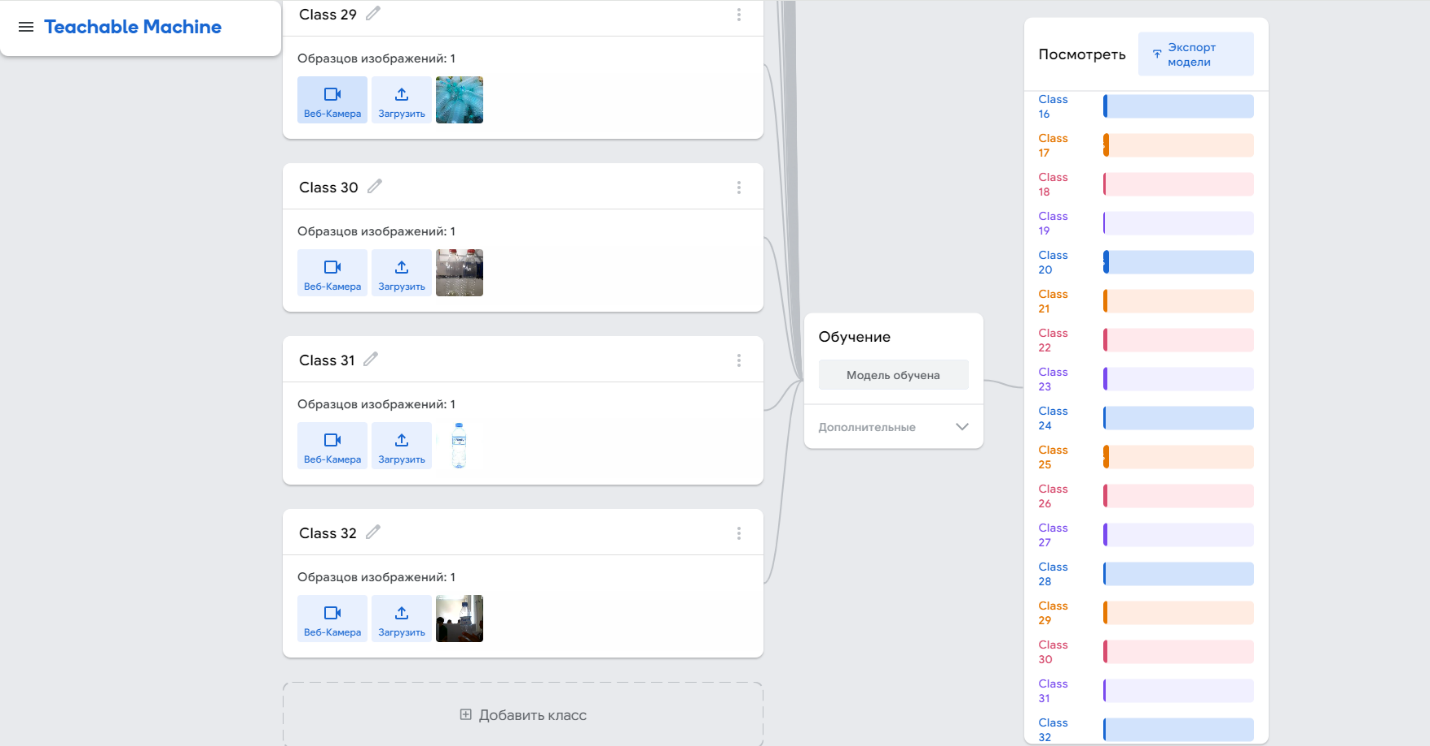 Teachable Machine
Class 29
Образцов изображений: 1
Веб-Камера
Загрузить
Class 30
Образцов изображений: 1
Веб-Камера
Загрузить
Class 31
Образцов изображений: 1
Веб-Камера
Загрузить
Class 32
Образцов изображений: 1
Веб-Камера
Загрузить
Добавить класс
Обучение
Модель обучена
Дополнительные
Посмотреть
Экспорт
модели
Class
16
Class
17
Class
18
Class
19
Class
20
Class
21
Class
22
Class
23
Class
24
Class
25
Class
26
Class
27
Class
28
Class
29
Class
30
Class
31
Class
32